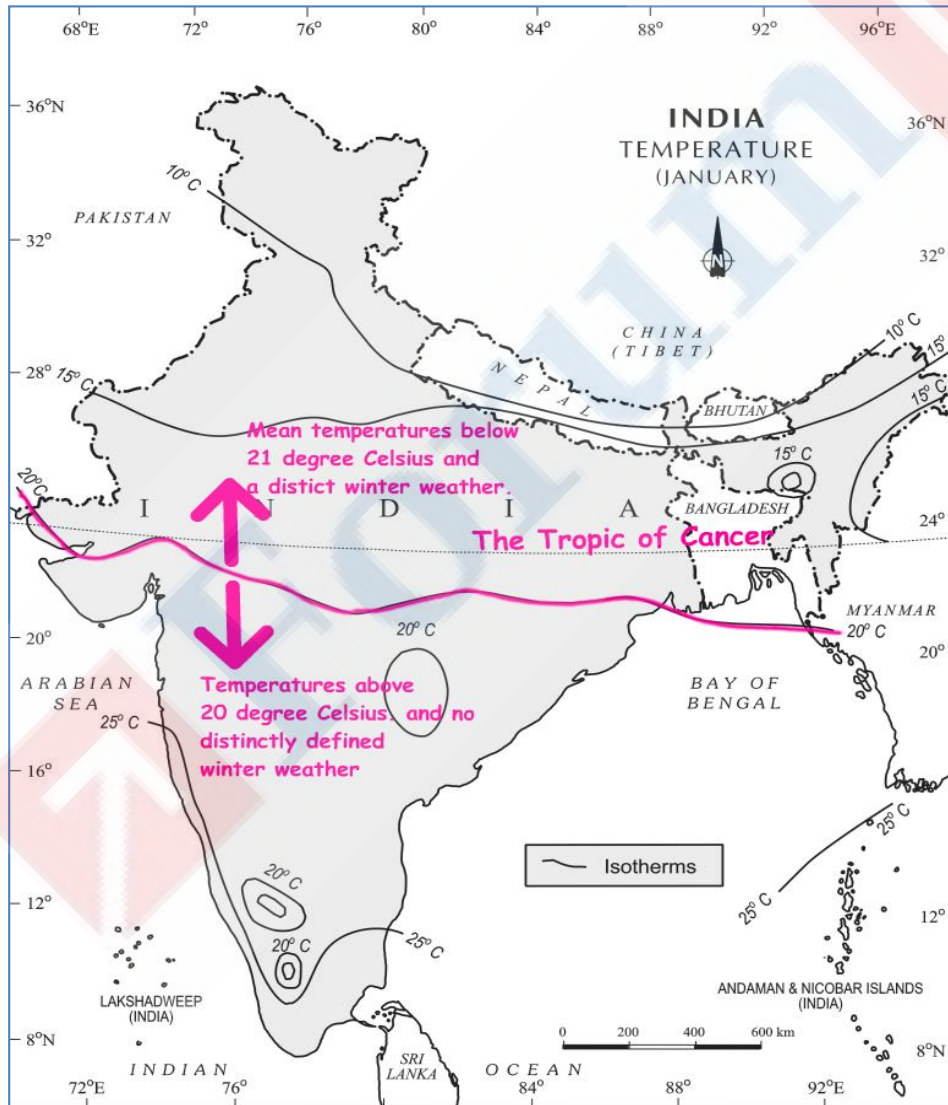 68°E 72° 76° 80° 84° 88° 92° 96°E
36°N
INDIA
36°N
TEMPERATURE
(JANUARY)
10° C
PAKISTAN
N
32°
32°
CHINA
(TIBET)
10° C
15°
28°
15° C
NEPAL
15° C
BHUTAN
Mean temperatures below
21 degree Celsius and
a distict winter weather.
15° C
20° C
INDIA
BANGLADESH
24°
The Tropic of Cancer
MYANMAR
20° C
20°
20° C
20°
ARABIAN
SEA
BAY OF
BENGAL
Temperatures above
20 degree Celsius, and no
distinctly defined
winter weather
25° C
16°
16°
25° C
Isotherms
25° C
20° C
12°
12°
20° C
25° C
LAKSHADWEEP
(INDIA)
ANDAMAN & NICOBAR ISLANDS
(INDIA)
8°N
0 200 400 600 km
8°N
INDIAN OCEAN
SRI
LANKA
72°E 76° 88° 92°E
Forum